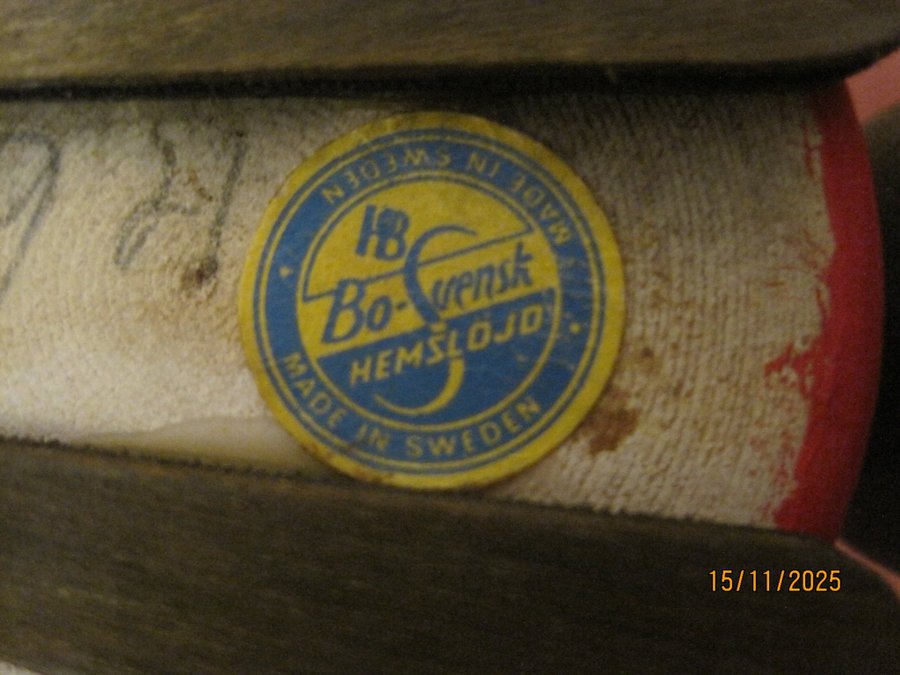 MADE IN SWEDEN
HB
Bo-Svensk
HEMSLÖJD
MADE IN SWEDEN
15/11/2025